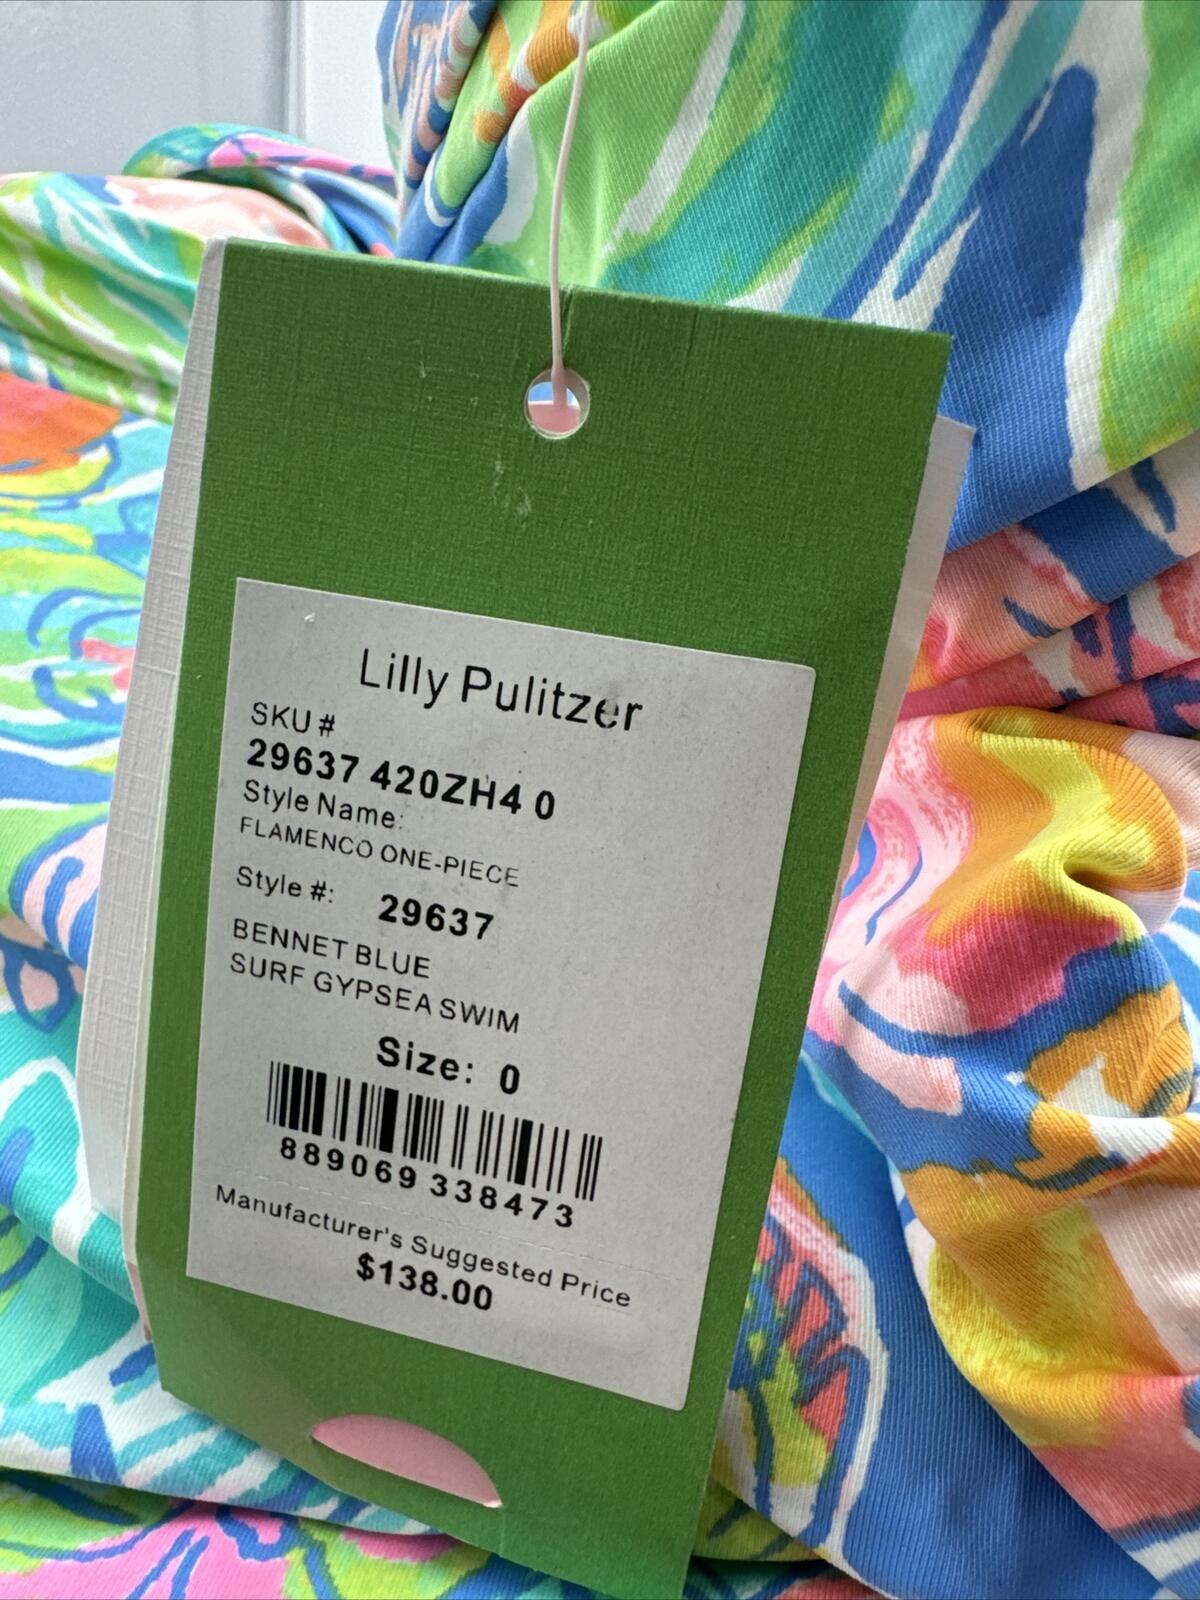 Lilly Pulitzer
SKU #
29637 420ZH4 0
Style Name:
FLAMENCO ONE-PIECE
Style #: 29637
BENNET BLUE
SURF GYPSEA SWIM
Size: 0
889069 338473
Manufacturer's Suggested Price
$138.00